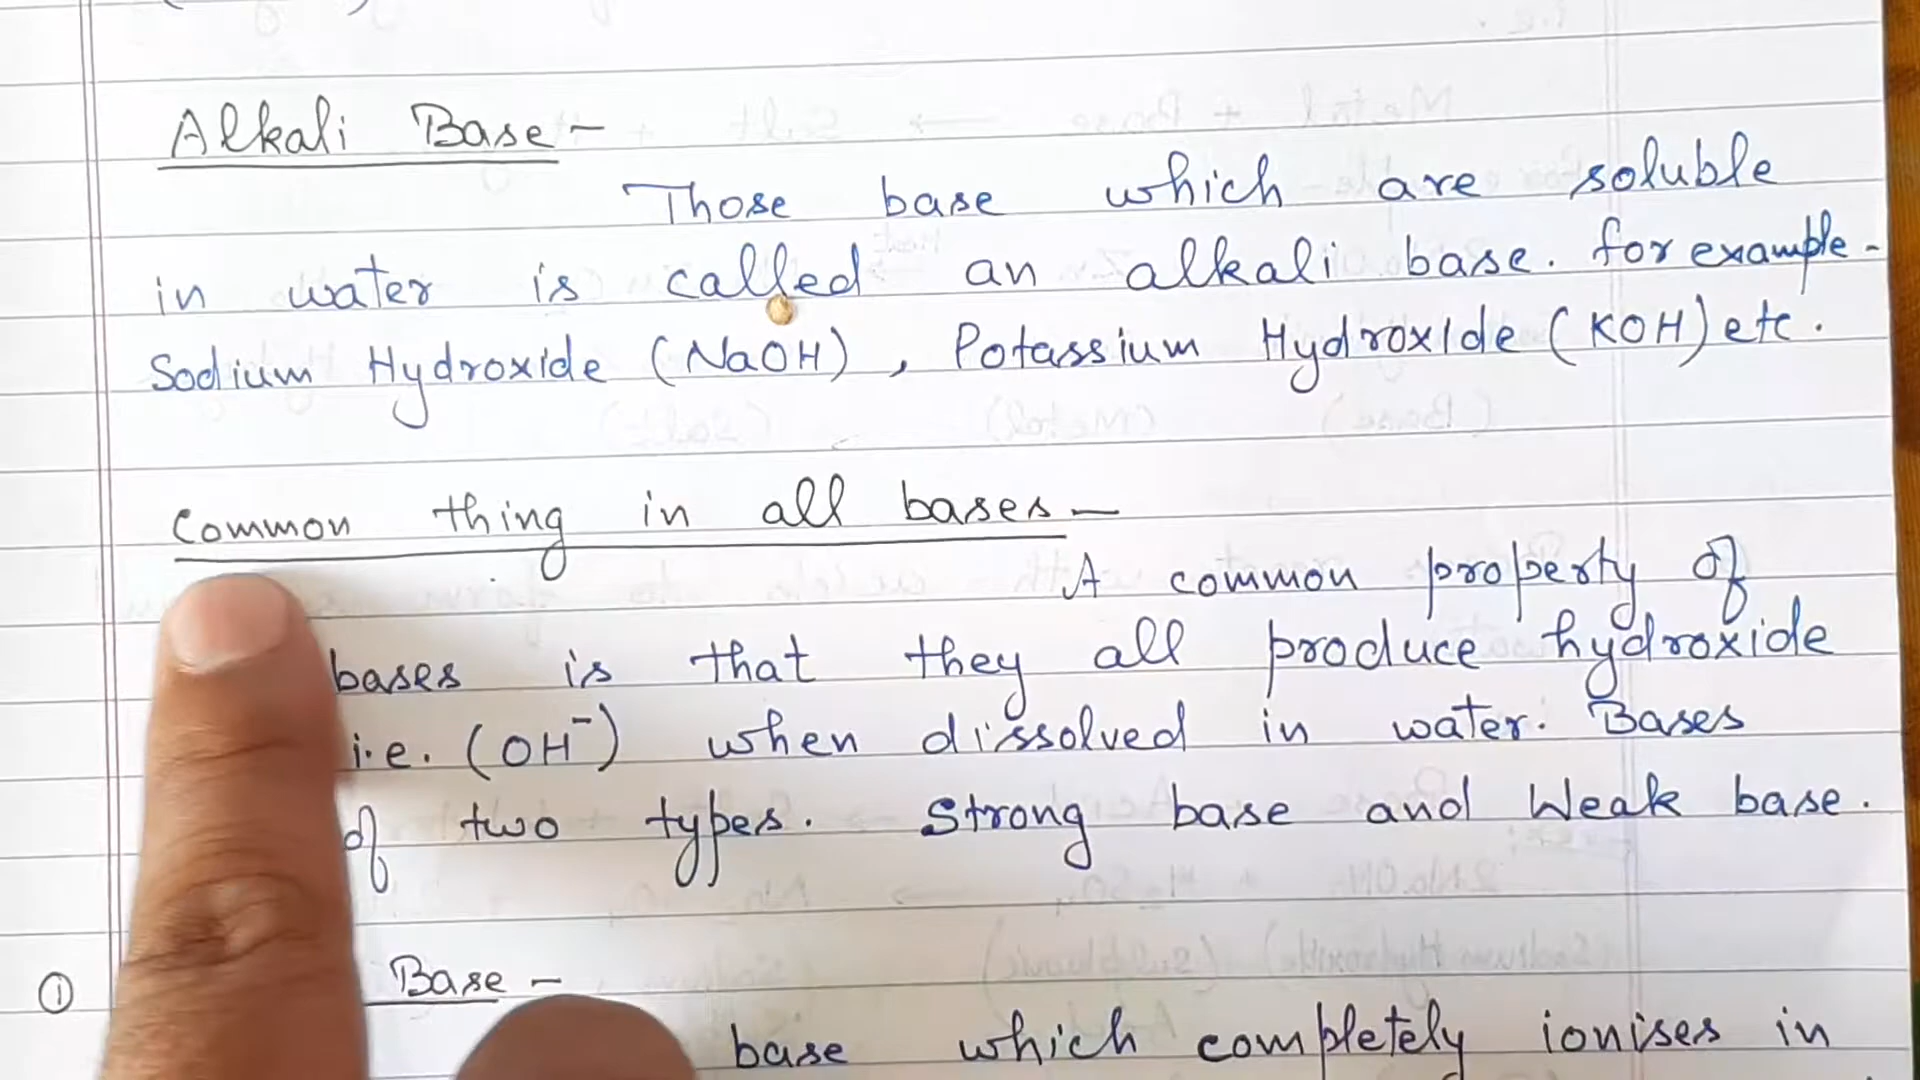 Alkali Base -
Those base which are soluble
in water is called an alkali base. for example -
Sodium Hydroxide (NaOH), Potassium Hydroxide (KOH) etc.
Common thing in all bases -
A common property of
bases is that they all produce hydroxide
i.e. (OH⁻) when dissolved in water. Bases
of two types. Strong base and Weak base.
① Base -
base which completely ionises in